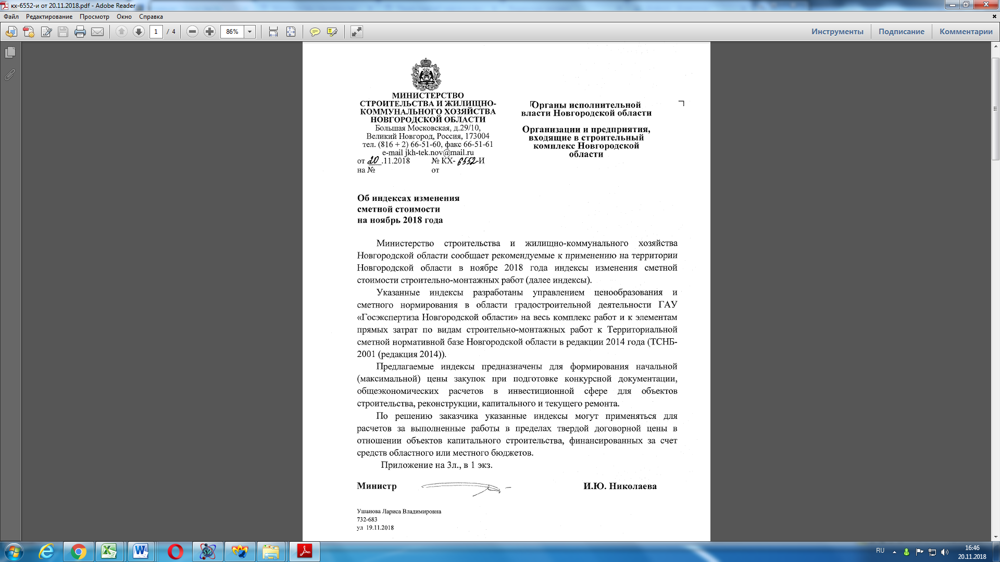 кх-6552-и от 20.11.2018.pdf - Adobe Reader
Файл Редактирование Просмотр Окно Справка
1 / 4 86% Инструменты Подписание Комментарии
МИНИСТЕРСТВО
СТРОИТЕЛЬСТВА И ЖИЛИЩНО-
КОММУНАЛЬНОГО ХОЗЯЙСТВА
НОВГОРОДСКОЙ ОБЛАСТИ
Большая Московская, д.29/10,
Великий Новгород, Россия, 173004
тел. (816 + 2) 66-51-60, факс 66-51-61
e-mail jkh-tek.nov@mail.ru
от 20.11.2018 № КХ- 6552-И
на № от
Органы исполнительной
власти Новгородской области
Организации и предприятия,
входящие в строительный
комплекс Новгородской
области
Об индексах изменения
сметной стоимости
на ноябрь 2018 года
Министерство строительства и жилищно-коммунального хозяйства
Новгородской области сообщает рекомендуемые к применению на территории
Новгородской области в ноябре 2018 года индексы изменения сметной
стоимости строительно-монтажных работ (далее индексы).
Указанные индексы разработаны управлением ценообразования и
сметного нормирования в области градостроительной деятельности ГАУ
«Госэкспертиза Новгородской области» на весь комплекс работ и к элементам
прямых затрат по видам строительно-монтажных работ к Территориальной
сметной нормативной базе Новгородской области в редакции 2014 года (ТСНБ-
2001 (редакция 2014)).
Предлагаемые индексы предназначены для формирования начальной
(максимальной) цены закупок при подготовке конкурсной документации,
общеэкономических расчетов в инвестиционной сфере для объектов
строительства, реконструкции, капитального и текущего ремонта.
По решению заказчика указанные индексы могут применяться для
расчетов за выполненные работы в пределах твердой договорной цены в
отношении объектов капитального строительства, финансированных за счет
средств областного или местного бюджетов.
Приложение на 3л., в 1 экз.
Министр И.Ю. Николаева
Ушанова Лариса Владимировна
732-683
ул 19.11.2018
RU 16:46
20.11.2018